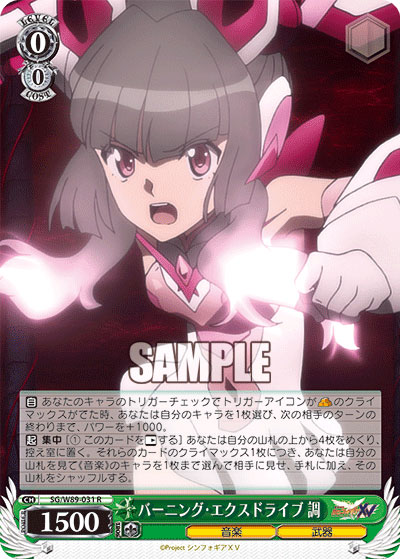 LEVEL
0
0
COST
SAMPLE
自 あなたのキャラのトリガーチェックでトリガーアイコンが のクライ
マックスがでた時、あなたは自分のキャラを1枚選び、次の相手のターンの
終わりまで、パワーを+1000。
起 集中 [① このカードを する] あなたは自分の山札の上から4枚をめくり、
控え室に置く。それらのカードのクライマックス1枚につき、あなたは自分の
山札を見て《音楽》のキャラを1枚まで選んで相手に見せ、手札に加え、その
山札をシャッフルする。
CH SG/W89-031 R
1500
バーニング・エクスドライブ 調
音楽
武器
©Project シンフォギアXV